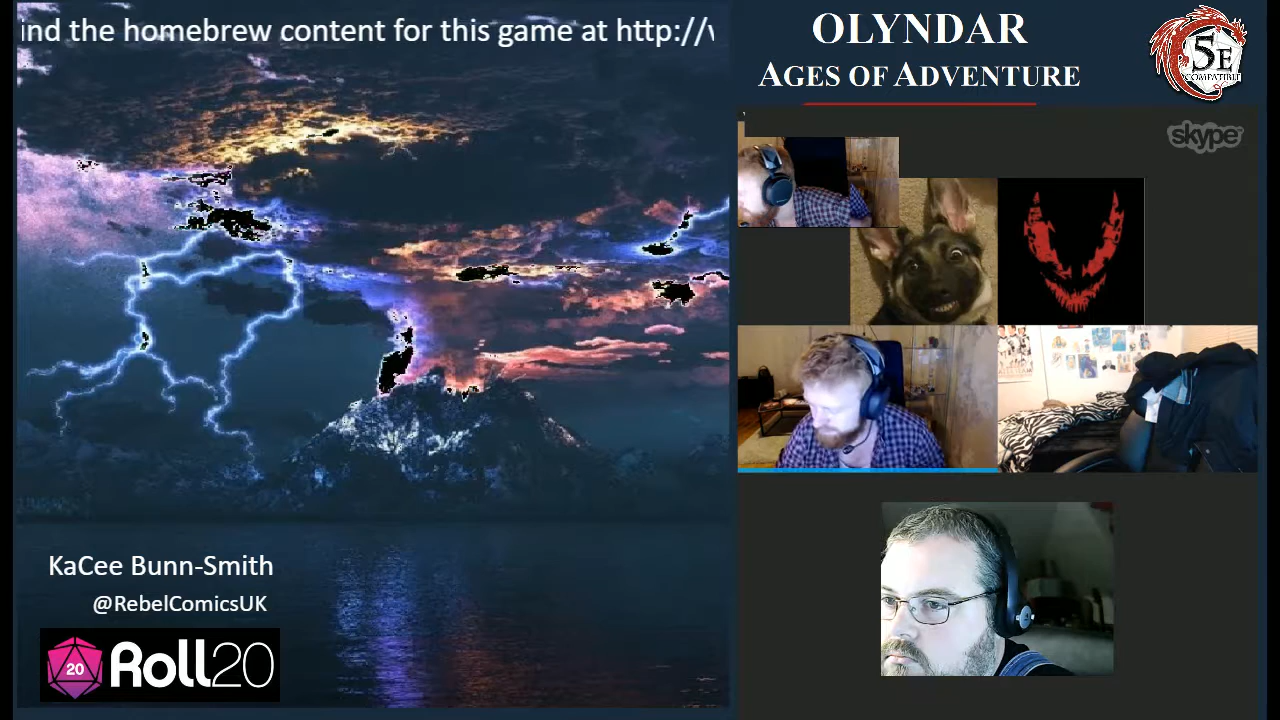 ind the homebrew content for this game at http://
OLYNDAR
AGES OF ADVENTURE
5E
COMPATIBLE
skype
KaCee Bunn-Smith
@RebelComicsUK
20
Roll20